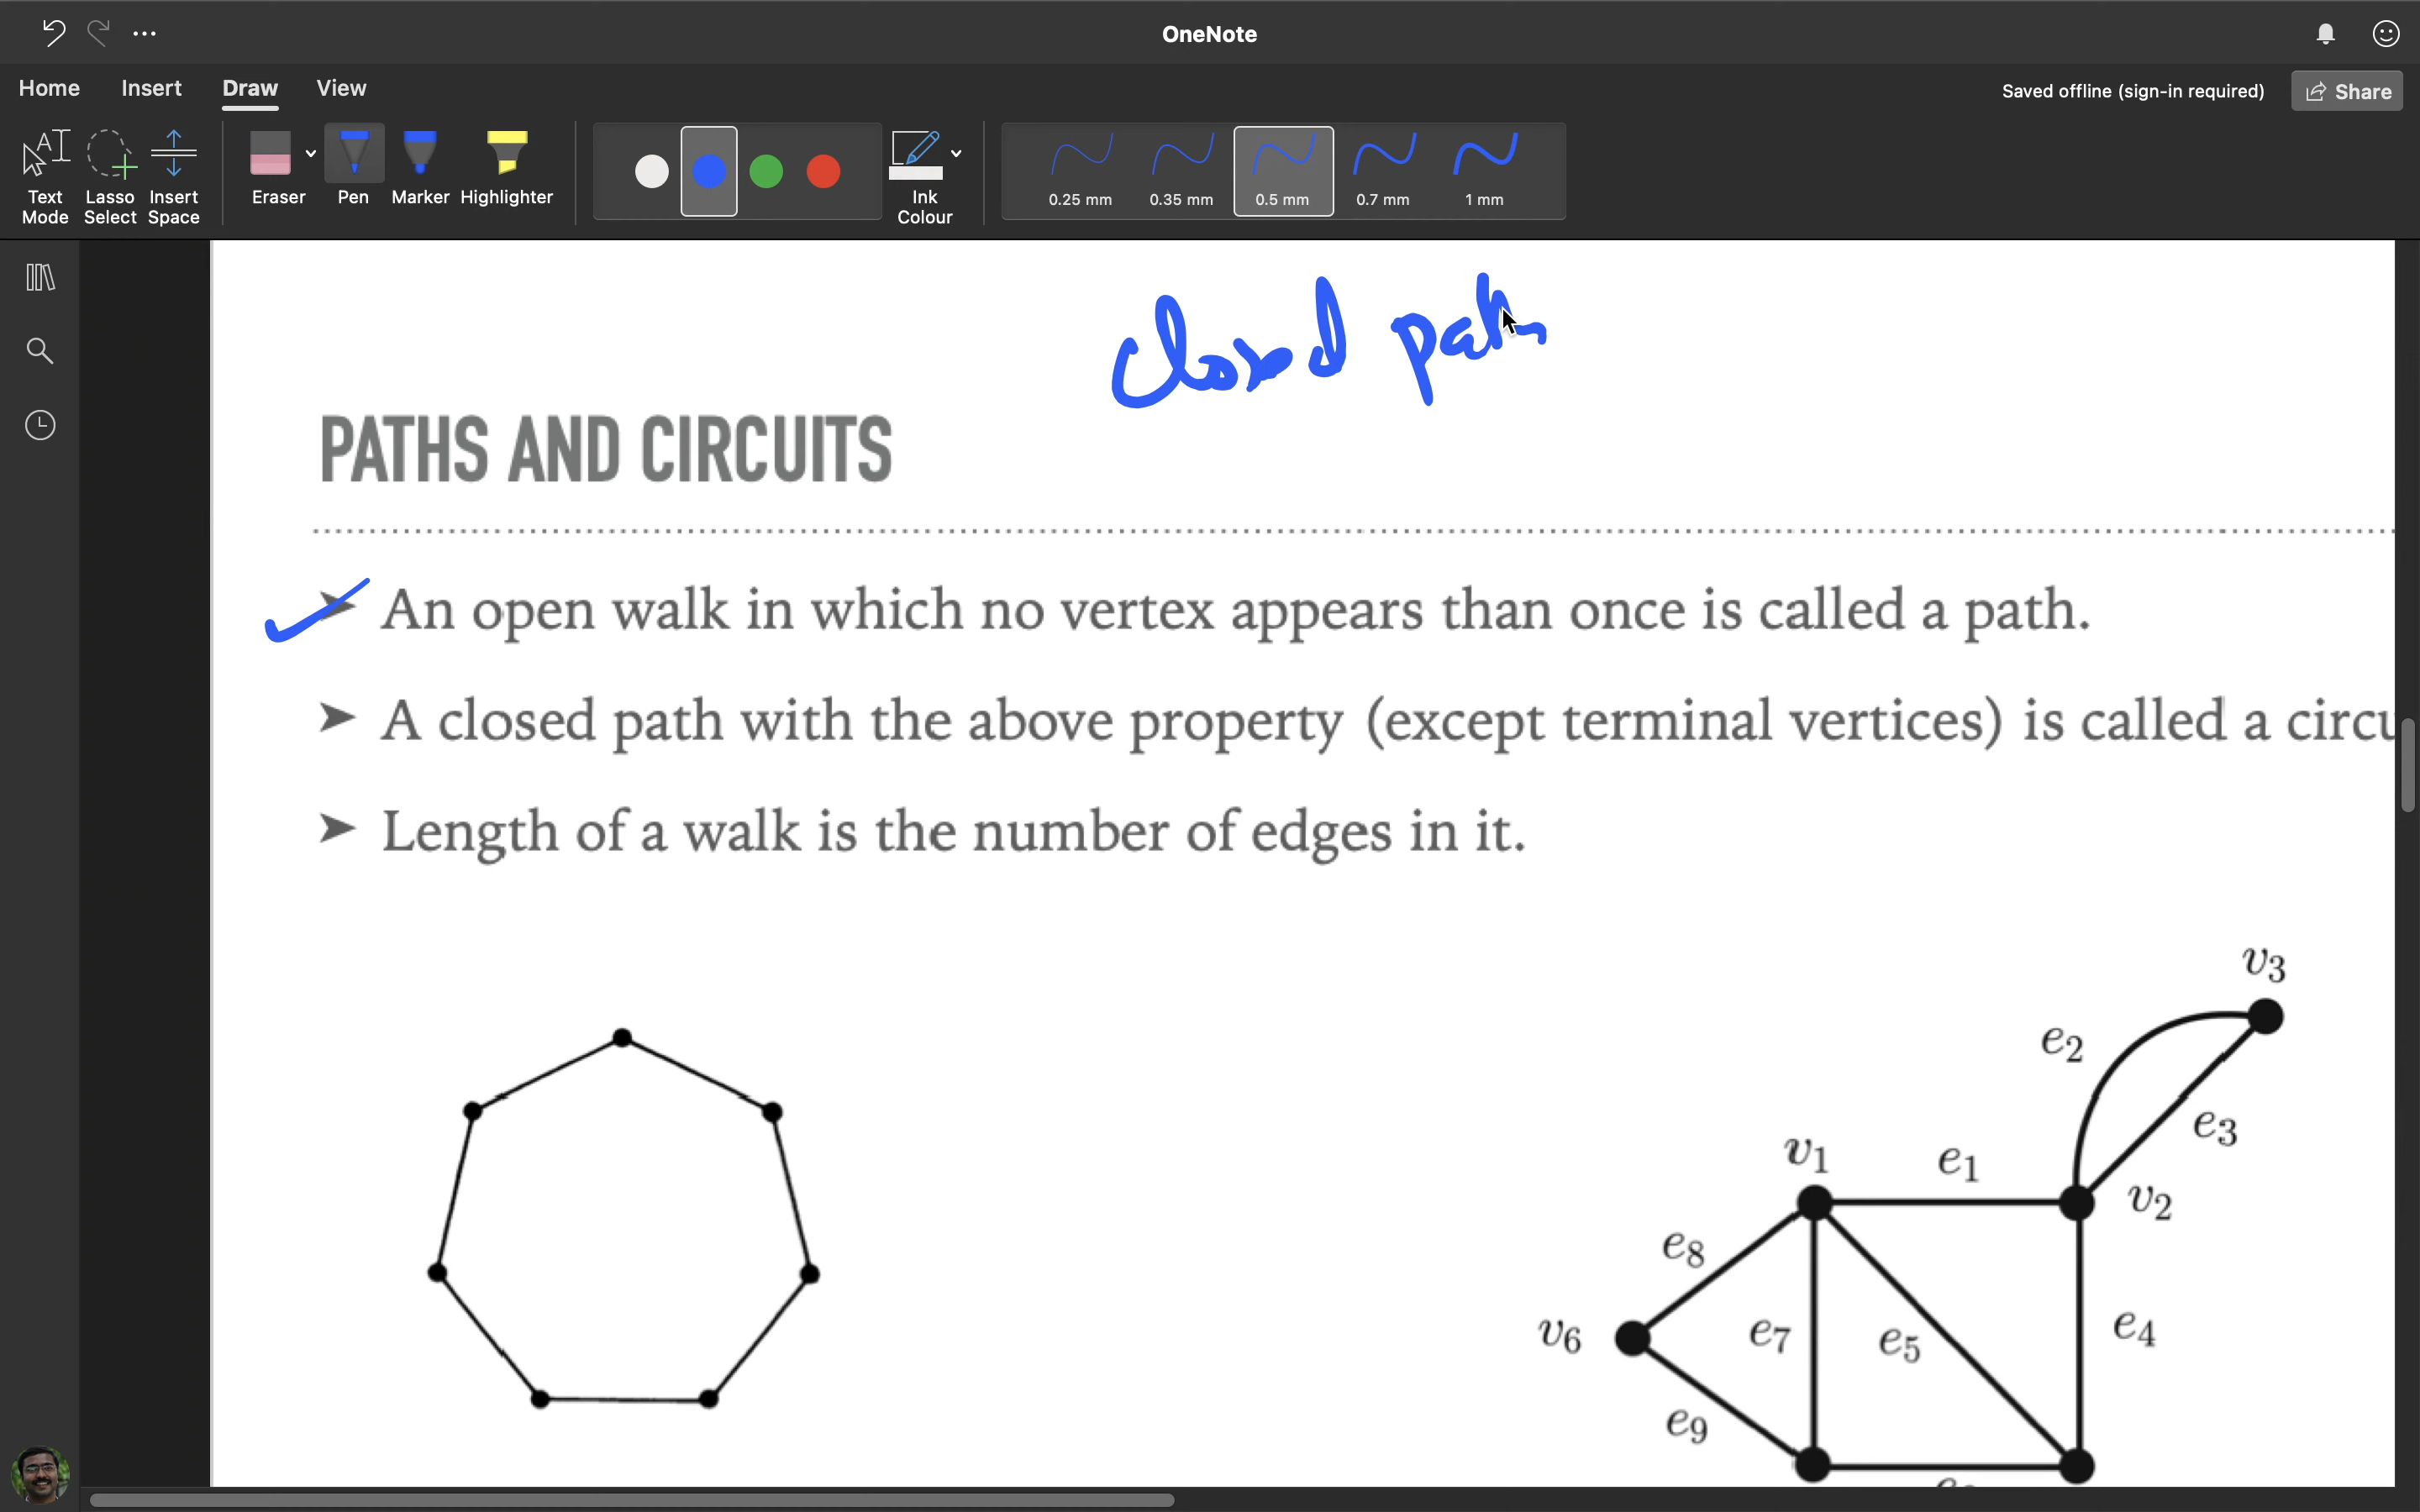 OneNote
Home Insert Draw View
Saved offline (sign-in required) Share
Text Mode
Lasso Select
Insert Space
Eraser
Pen
Marker
Highlighter
Ink Colour
0.25 mm 0.35 mm 0.5 mm 0.7 mm 1 mm
closed path
PATHS AND CIRCUITS
➤ An open walk in which no vertex appears than once is called a path.
➤ A closed path with the above property (except terminal vertices) is called a circu
➤ Length of a walk is the number of edges in it.
v3
e2
e3
v1
e1
v2
e8
v6
e7
e5
e4
e9